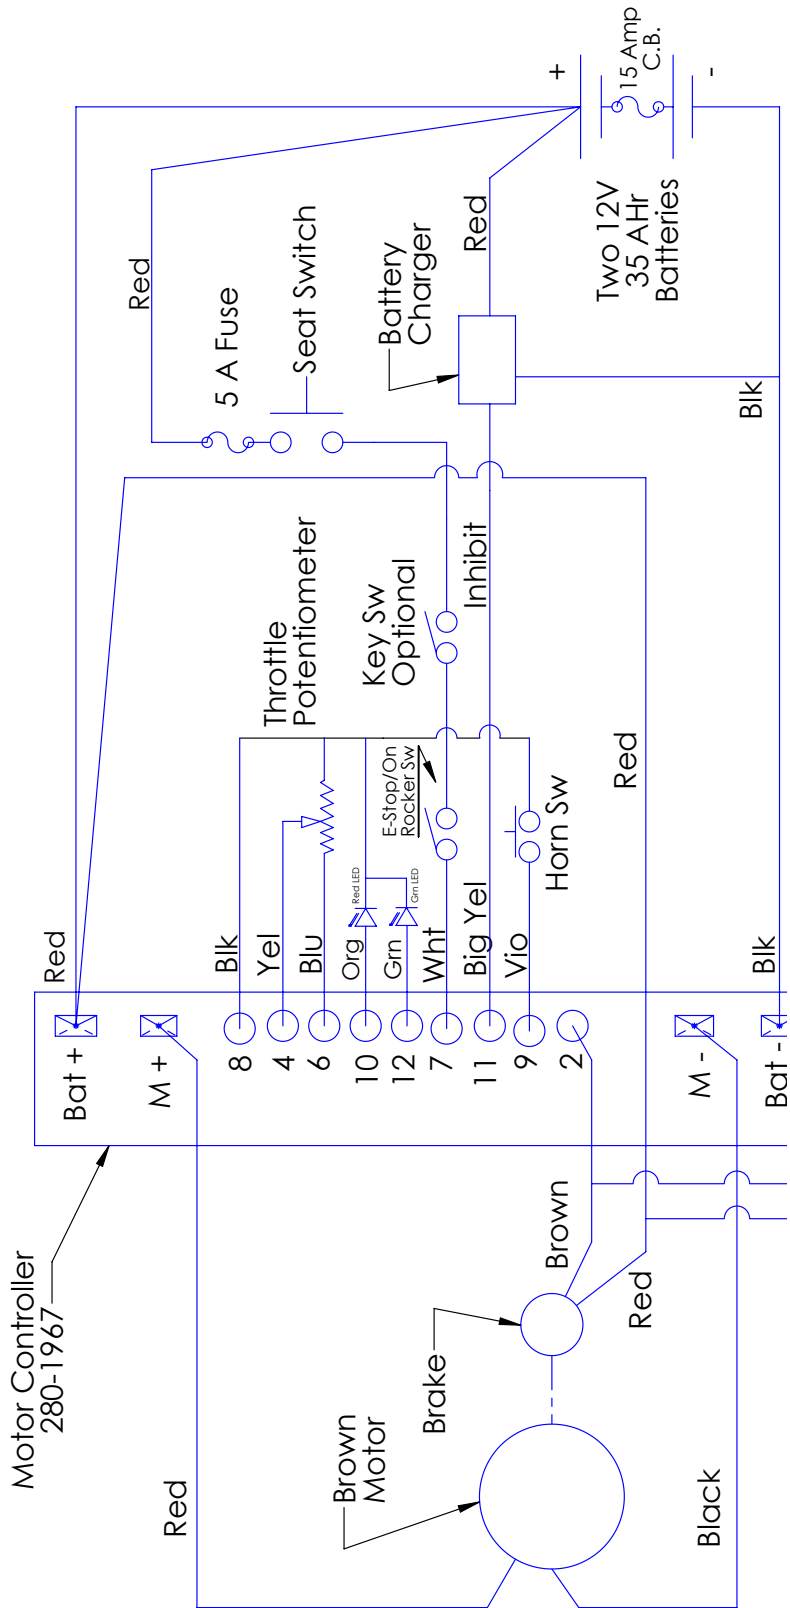 Motor Controller
280-1967
Bat +
M +
8
4
6
10
12
7
11
9
2
M -
Bat -
Red
Blk
Yel
Blu
Org
Grn
Wht
Big Yel
Vio
Blk
Red LED
Grn LED
E-Stop/On
Rocker Sw
Horn Sw
Throttle
Potentiometer
Key Sw
Optional
Inhibit
Red
Red
5 A Fuse
Seat Switch
Battery
Charger
Red
Blk
Two 12V
35 AHr
Batteries
+
15 Amp
C.B.
-
Red
Brown
Motor
Brake
Brown
Red
Black